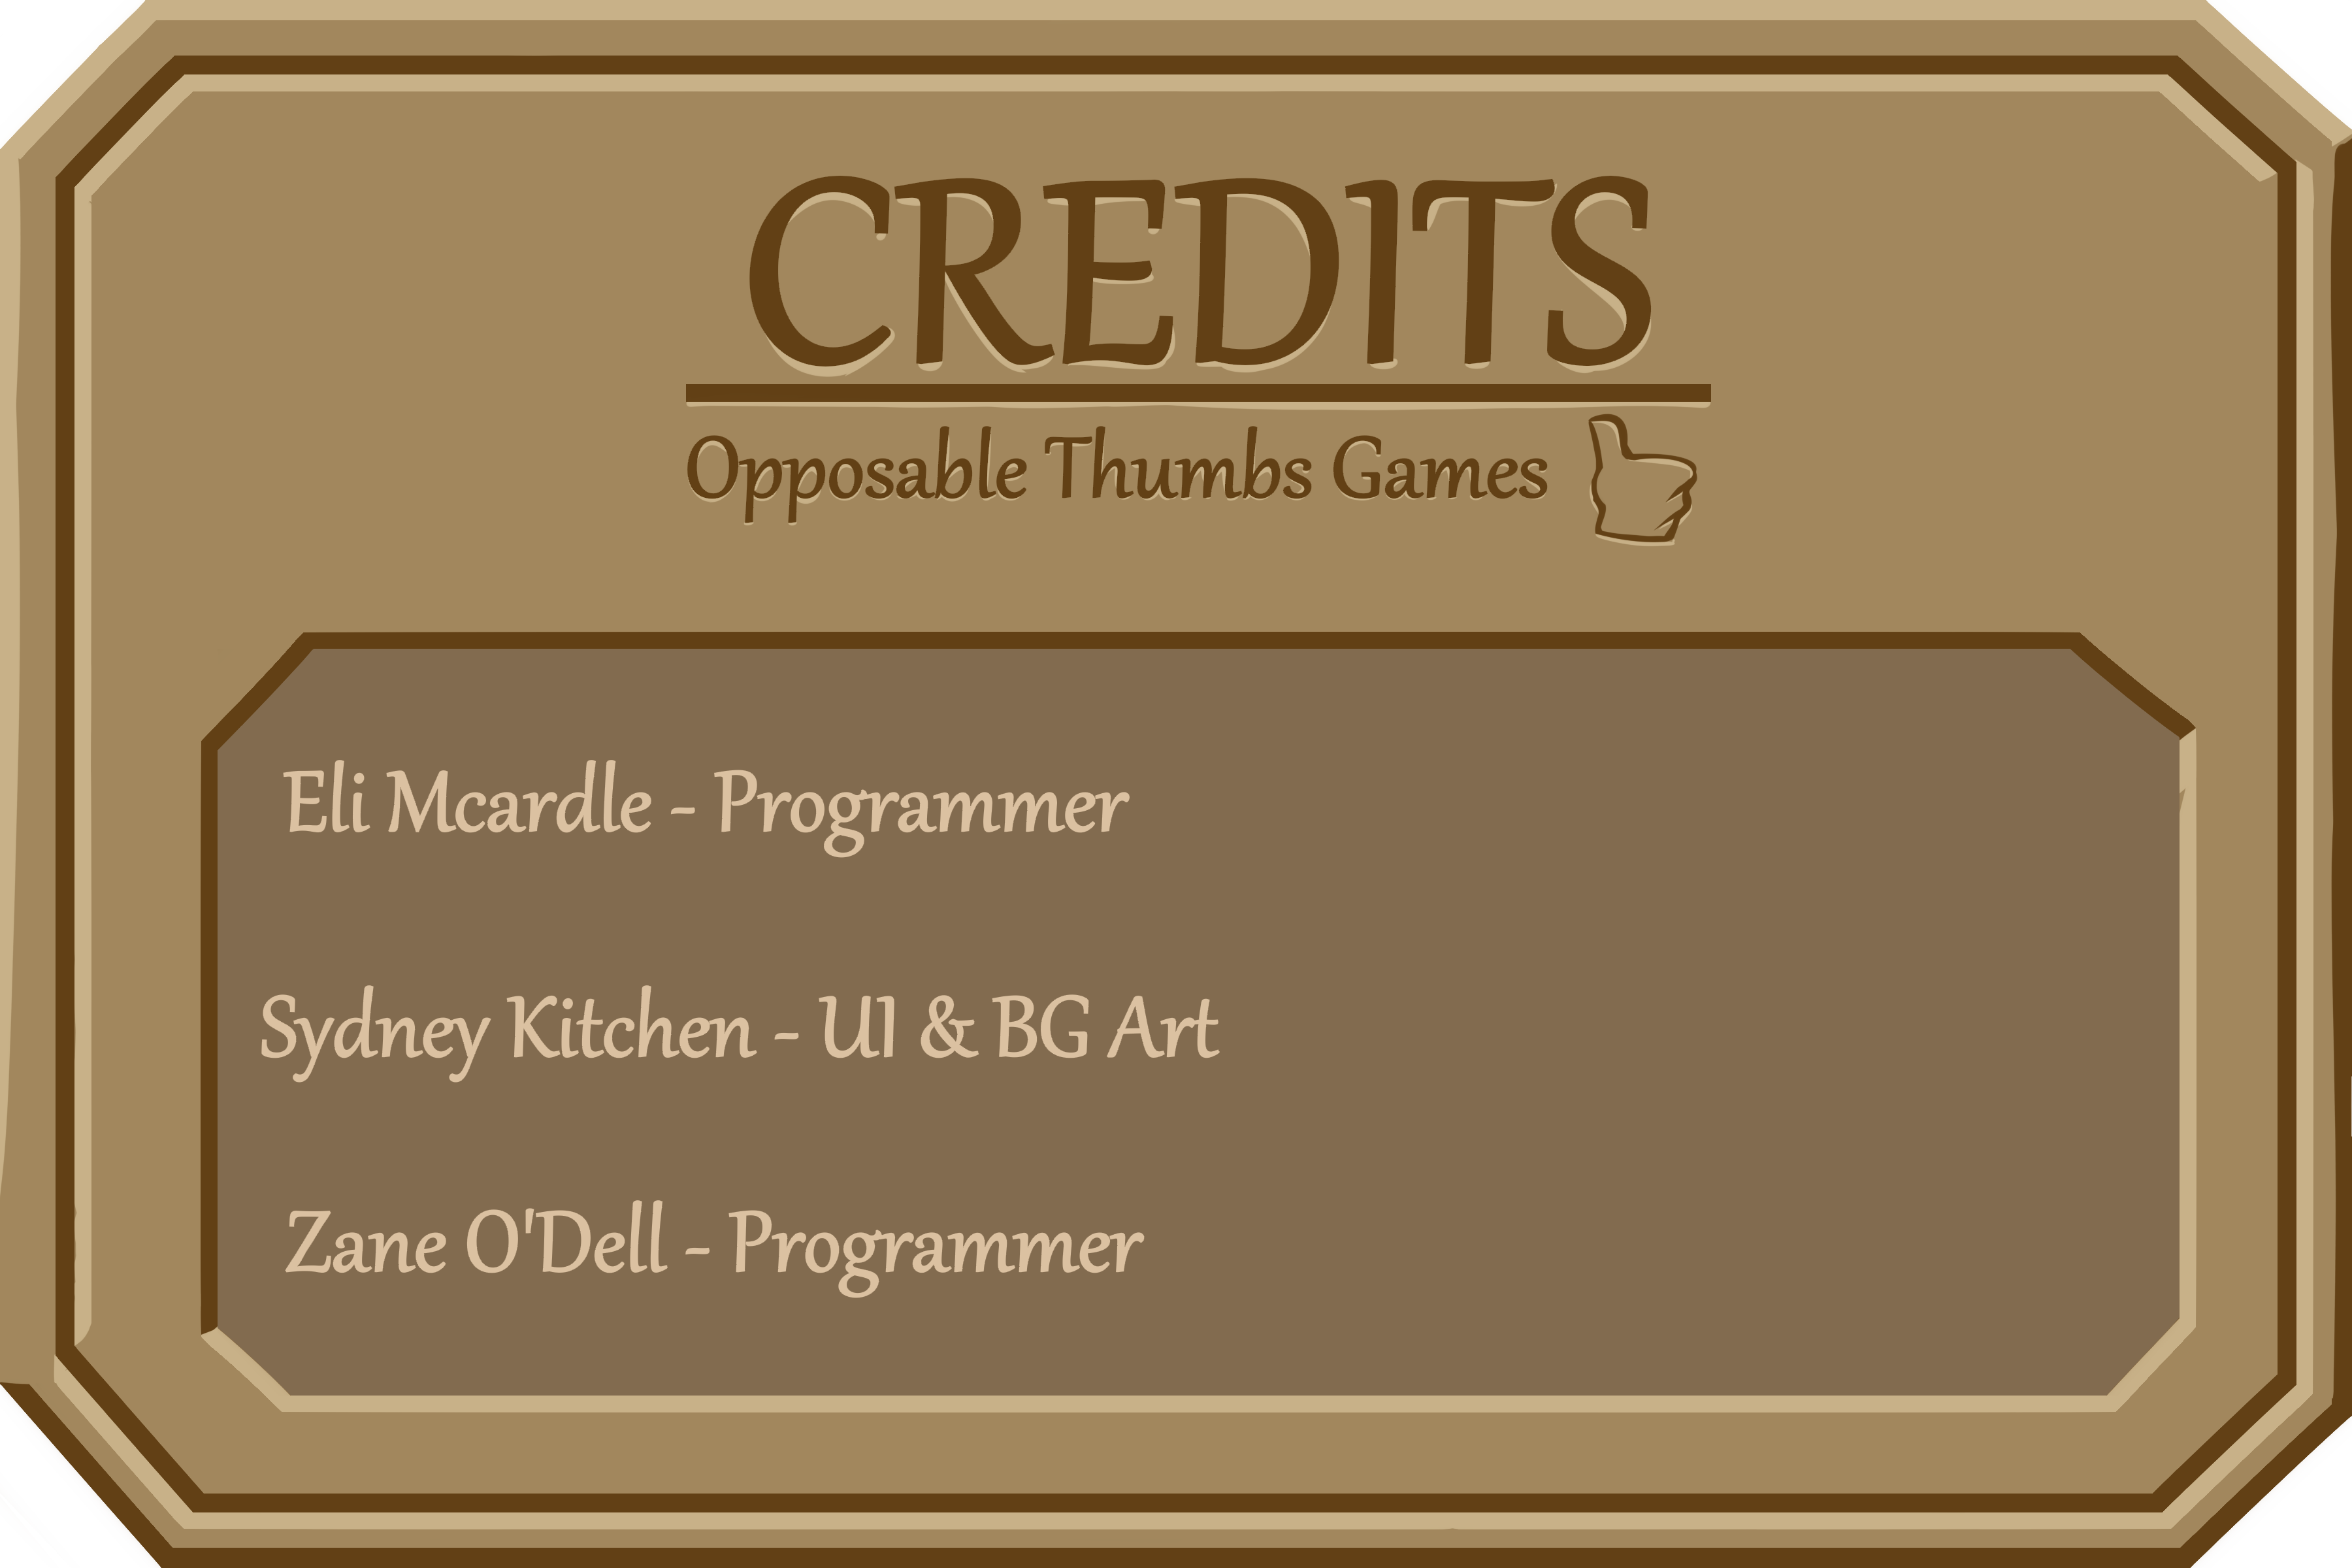 CREDITS
Opposable Thumbs Games
Eli Mcardle - Programmer
Sydney Kitchen - UI & BG Art
Zane O'Dell - Programmer